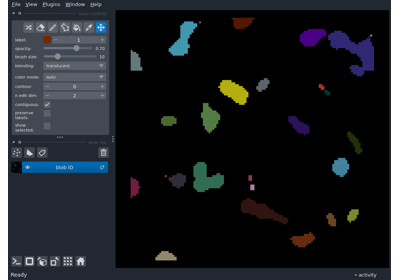 File View Plugins Window Help
label: 1
opacity: 0.70
brush size: 10
blending: translucent
color mode: auto
contour: 0
n edit dim: 2
contiguous:
preserve
labels:
show
selected:
blob ID
Ready
activity